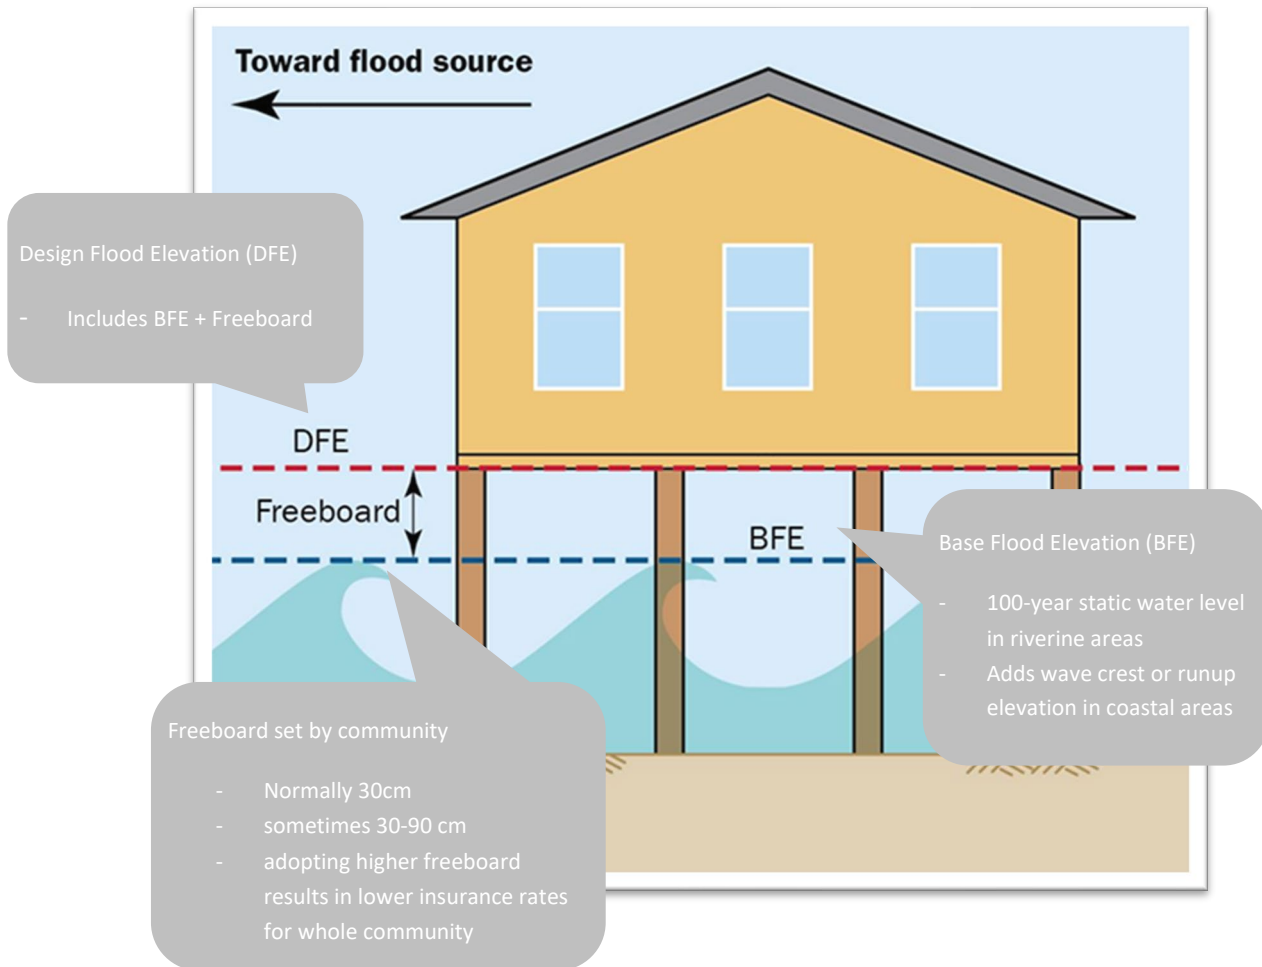 Toward flood source
Design Flood Elevation (DFE)
- Includes BFE + Freeboard
DFE
Freeboard
BFE
Base Flood Elevation (BFE)
- 100-year static water level
in riverine areas
- Adds wave crest or runup
elevation in coastal areas
Freeboard set by community
- Normally 30cm
- sometimes 30-90 cm
- adopting higher freeboard
results in lower insurance rates
for whole community